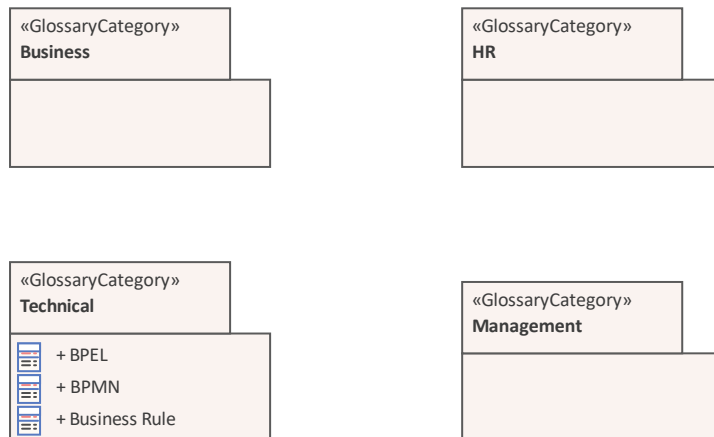 «GlossaryCategory»
Business
«GlossaryCategory»
HR
«GlossaryCategory»
Technical
+ BPEL
+ BPMN
+ Business Rule
«GlossaryCategory»
Management